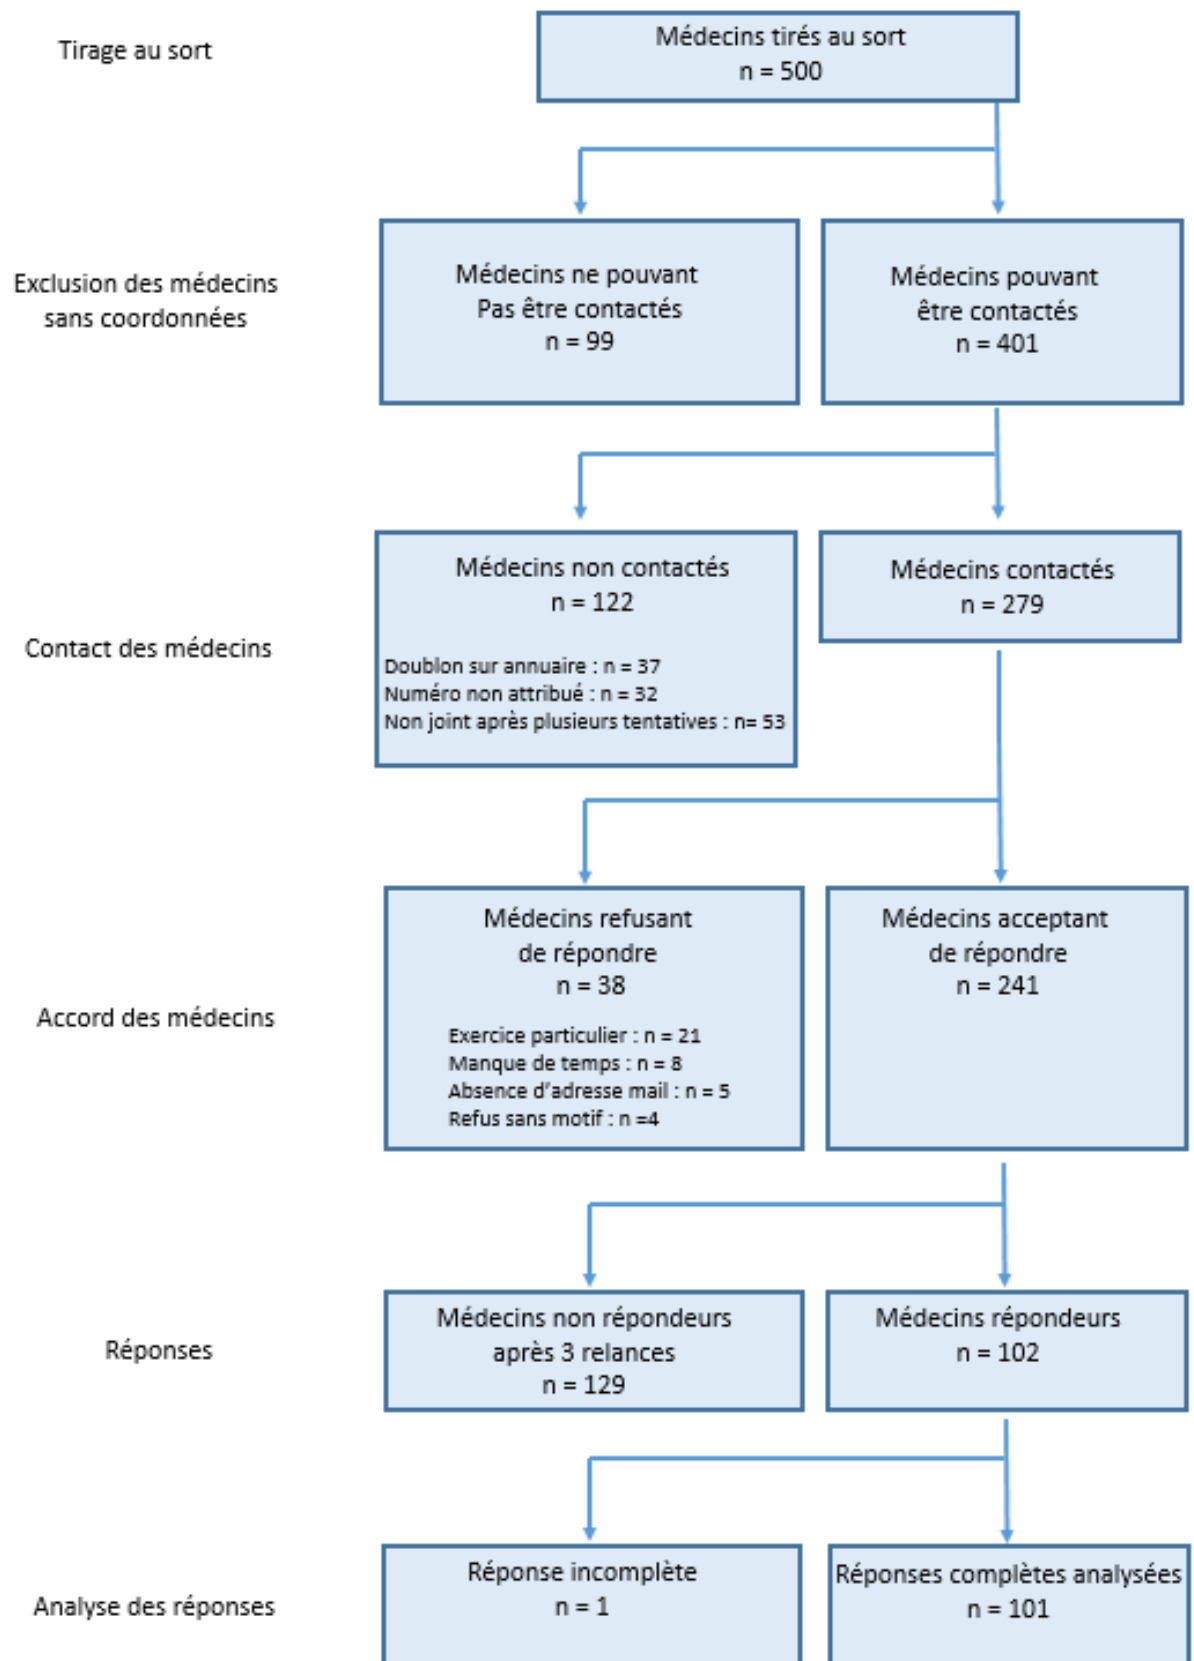 Tirage au sort
Médecins tirés au sort
n = 500
Exclusion des médecins
sans coordonnées
Médecins ne pouvant
Pas être contactés
n = 99
Médecins pouvant
être contactés
n = 401
Contact des médecins
Médecins non contactés
n = 122
Doublon sur annuaire : n = 37
Numéro non attribué : n = 32
Non joint après plusieurs tentatives : n= 53
Médecins contactés
n = 279
Accord des médecins
Médecins refusant
de répondre
n = 38
Exercice particulier : n = 21
Manque de temps : n = 8
Absence d'adresse mail : n = 5
Refus sans motif : n =4
Médecins acceptant
de répondre
n = 241
Réponses
Médecins non répondeurs
après 3 relances
n = 129
Médecins répondeurs
n = 102
Analyse des réponses
Réponse incomplète
n = 1
Réponses complètes analysées
n = 101